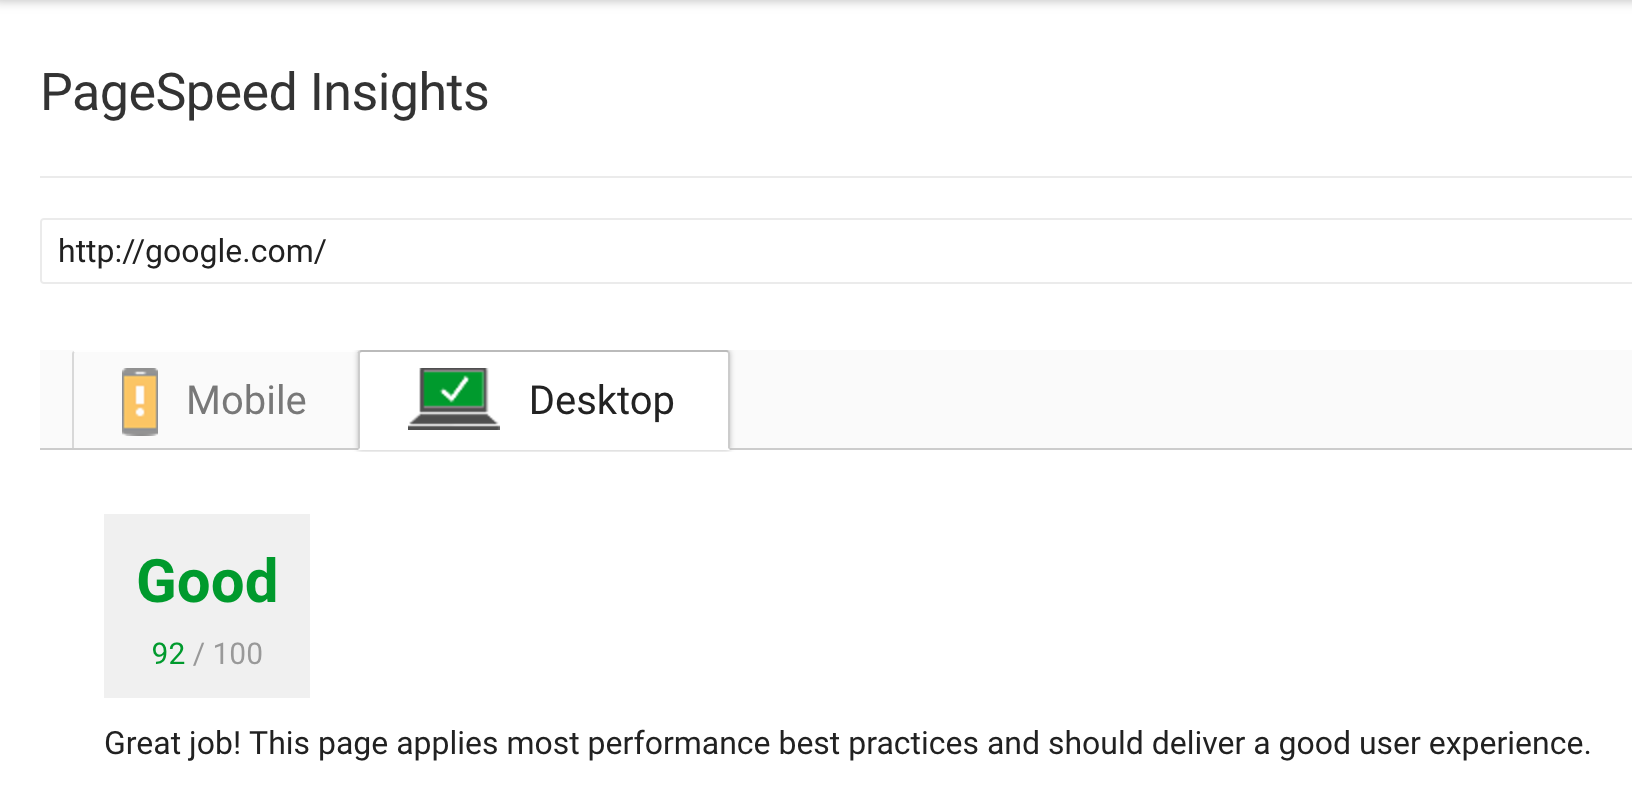 PageSpeed Insights
http://google.com/
Mobile
Desktop
Good
92 / 100
Great job! This page applies most performance best practices and should deliver a good user experience.